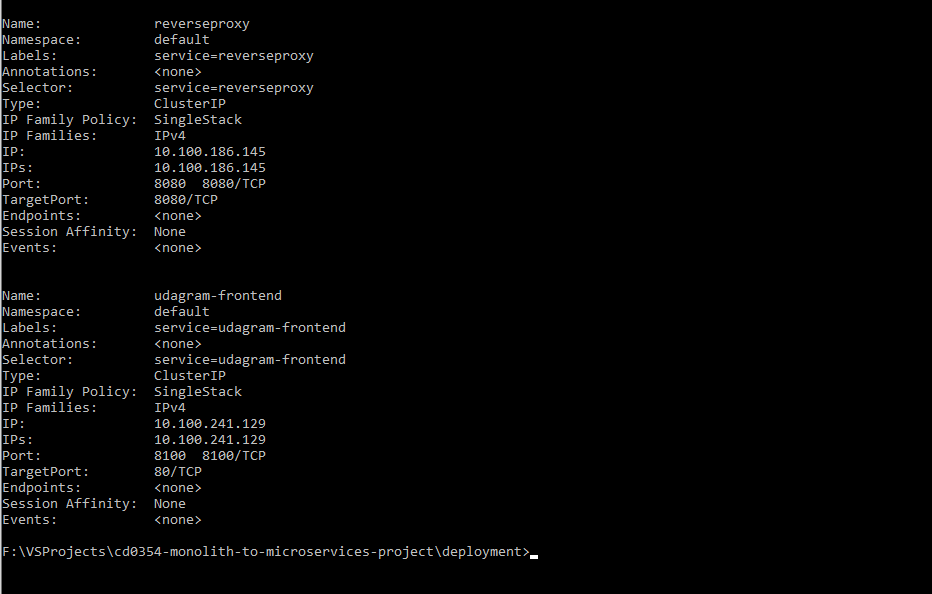 Name: reverseproxy
Namespace: default
Labels: service=reverseproxy
Annotations: <none>
Selector: service=reverseproxy
Type: ClusterIP
IP Family Policy: SingleStack
IP Families: IPv4
IP: 10.100.186.145
IPs: 10.100.186.145
Port: 8080 8080/TCP
TargetPort: 8080/TCP
Endpoints: <none>
Session Affinity: None
Events: <none>
Name: udagram-frontend
Namespace: default
Labels: service=udagram-frontend
Annotations: <none>
Selector: service=udagram-frontend
Type: ClusterIP
IP Family Policy: SingleStack
IP Families: IPv4
IP: 10.100.241.129
IPs: 10.100.241.129
Port: 8100 8100/TCP
TargetPort: 80/TCP
Endpoints: <none>
Session Affinity: None
Events: <none>
F:\VSProjects\cd0354-monolith-to-microservices-project\deployment>